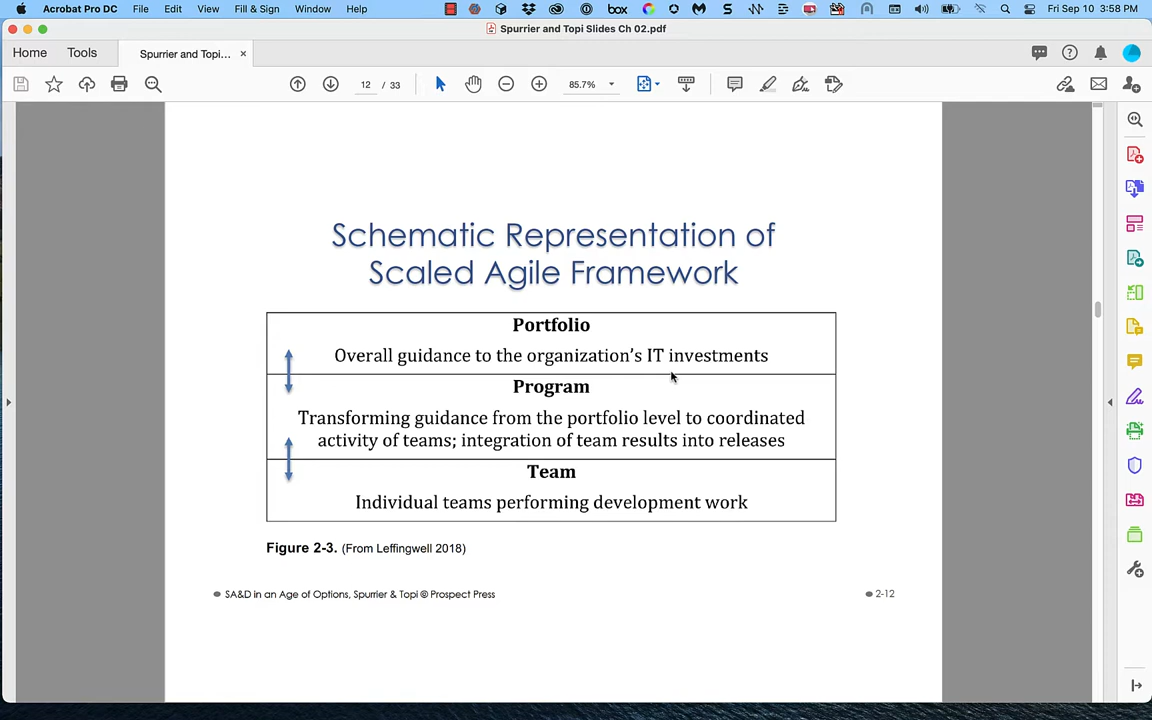 Acrobat Pro DC File Edit View Fill & Sign Window Help box S Fri Sep 10 3:58 PM
Spurrier and Topi Slides Ch 02.pdf
Home Tools Spurrier and Topi... ×
12 / 33 85.7%
Schematic Representation of
Scaled Agile Framework
Portfolio
Overall guidance to the organization's IT investments
Program
Transforming guidance from the portfolio level to coordinated
activity of teams; integration of team results into releases
Team
Individual teams performing development work
Figure 2-3. (From Leffingwell 2018)
SA&D in an Age of Options, Spurrier & Topi © Prospect Press 2-12